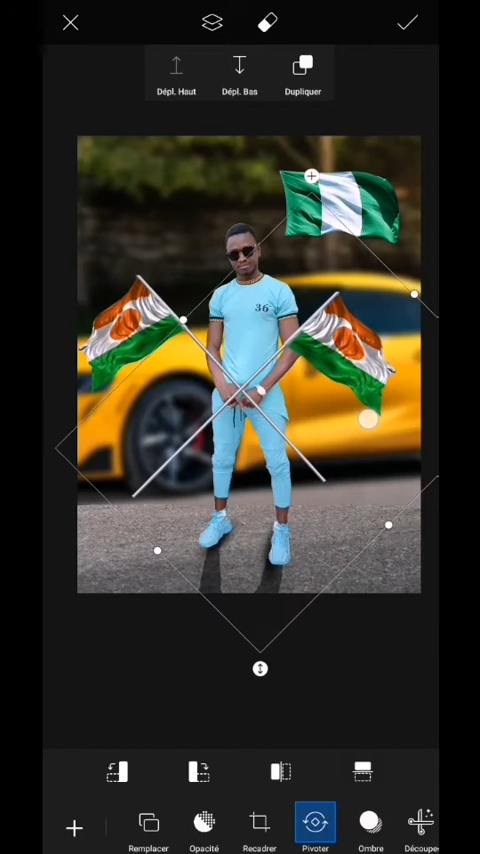 Dépl. Haut
Dépl. Bas
Dupliquer
36
Remplacer
Opacité
Recadrer
Pivoter
Ombre
Découpe